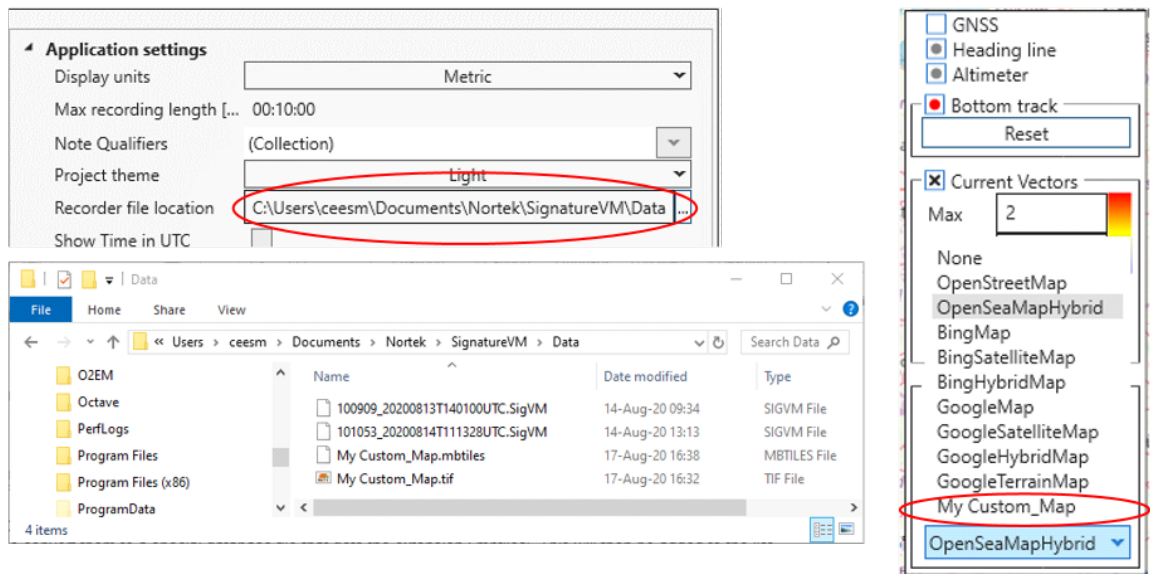 Application settings
Display units Metric
Max recording length [... 00:10:00
Note Qualifiers (Collection)
Project theme Light
Recorder file location C:\Users\ceesm\Documents\Nortek\SignatureVM\Data ...
Show Time in UTC
Data
File Home Share View
« Users › ceesm › Documents › Nortek › SignatureVM › Data Search Data
O2EM
Octave
PerfLogs
Program Files
Program Files (x86)
ProgramData
Name Date modified Type
100909_20200813T140100UTC.SigVM 14-Aug-20 09:34 SIGVM File
101053_20200814T111328UTC.SigVM 14-Aug-20 13:13 SIGVM File
My Custom_Map.mbtiles 17-Aug-20 16:38 MBTILES File
My Custom_Map.tif 17-Aug-20 16:32 TIF File
4 items
GNSS
Heading line
Altimeter
Bottom track
Reset
Current Vectors
Max 2
None
OpenStreetMap
OpenSeaMapHybrid
BingMap
BingSatelliteMap
BingHybridMap
GoogleMap
GoogleSatelliteMap
GoogleHybridMap
GoogleTerrainMap
My Custom_Map
OpenSeaMapHybrid